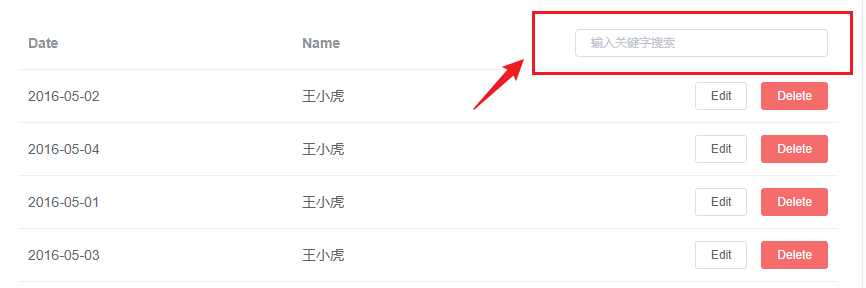 Date Name 输入关键字搜索
2016-05-02 王小虎 Edit Delete
2016-05-04 王小虎 Edit Delete
2016-05-01 王小虎 Edit Delete
2016-05-03 王小虎 Edit Delete